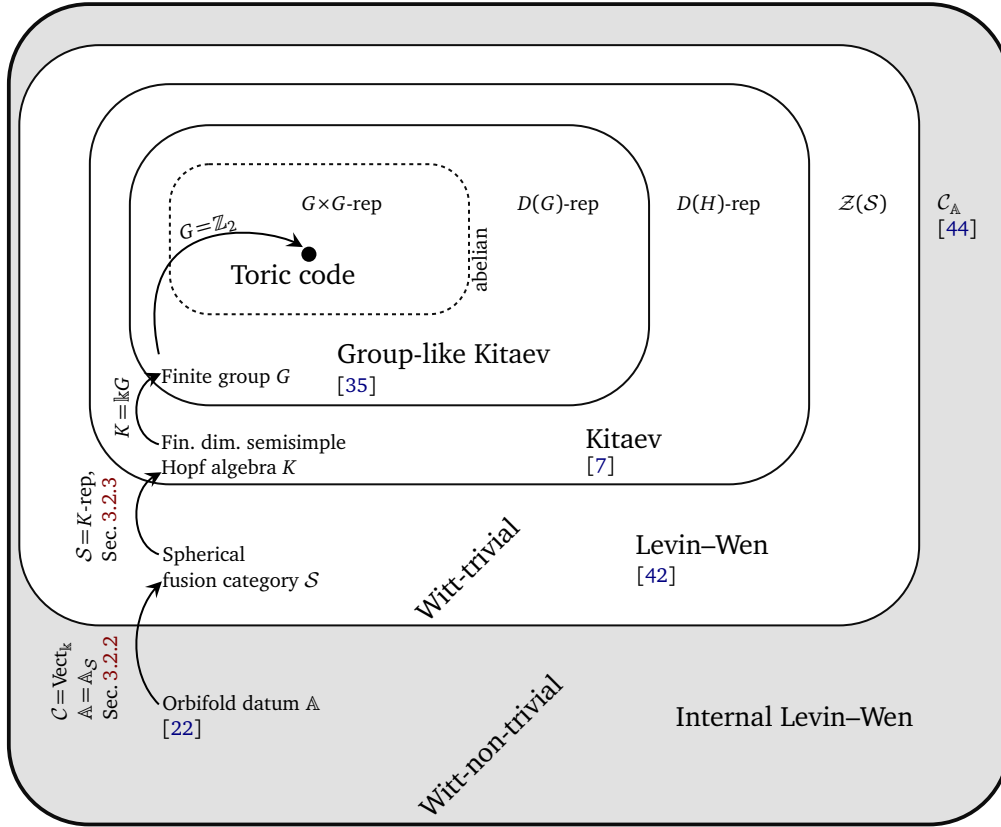 G×G-rep
D(G)-rep
D(H)-rep
𝒵(𝒮)
𝒞_𝔸
[44]
G=ℤ₂
Toric code
abelian
Group-like Kitaev
[35]
Finite group G
K=𝕜G
Kitaev
[7]
Fin. dim. semisimple
Hopf algebra K
𝒮=K-rep,
Sec. 3.2.3
Levin–Wen
[42]
Witt-trivial
Spherical
fusion category 𝒮
𝒞=Vect_𝕜
𝔸=𝔸_𝒮
Sec. 3.2.2
Orbifold datum 𝔸
[22]
Internal Levin–Wen
Witt-non-trivial